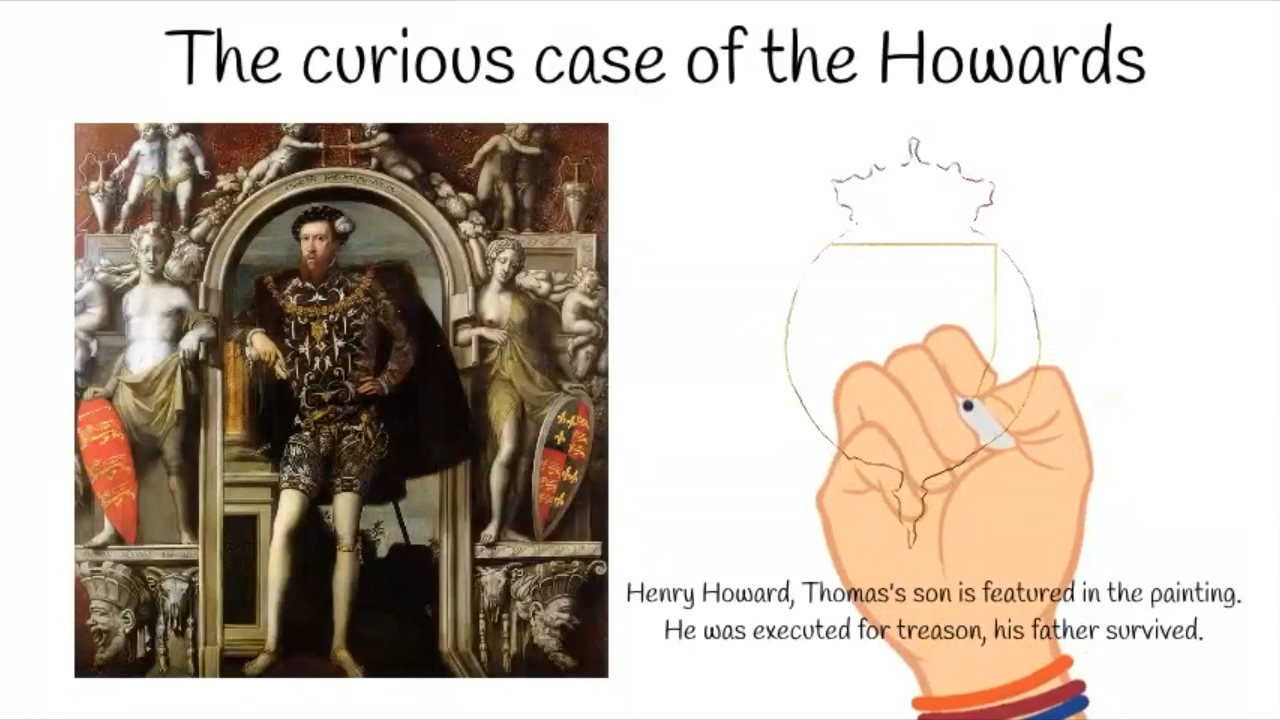 The curious case of the Howards
H
Henry Howard, Thomas's son is featured in the painting.
He was executed for treason, his father survived.